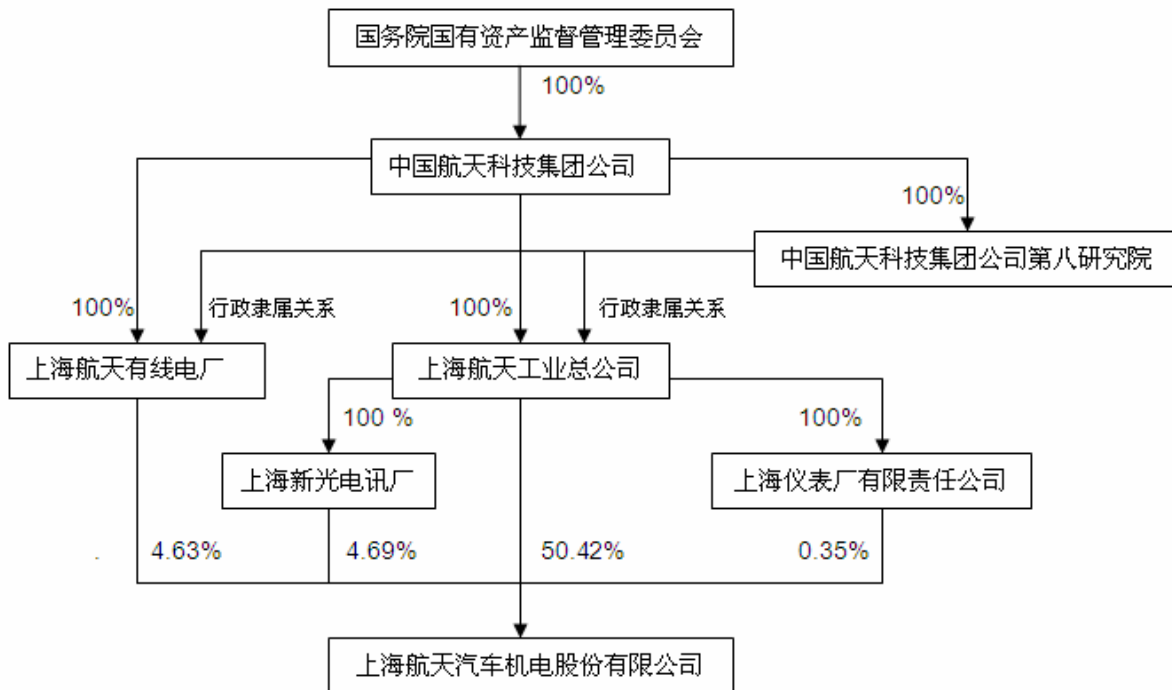 国务院国有资产监督管理委员会
100%
中国航天科技集团公司
100%
中国航天科技集团公司第八研究院
100%
行政隶属关系
100%
行政隶属关系
上海航天有线电厂
上海航天工业总公司
100 %
100%
上海新光电讯厂
上海仪表厂有限责任公司
4.63%
4.69%
50.42%
0.35%
上海航天汽车机电股份有限公司